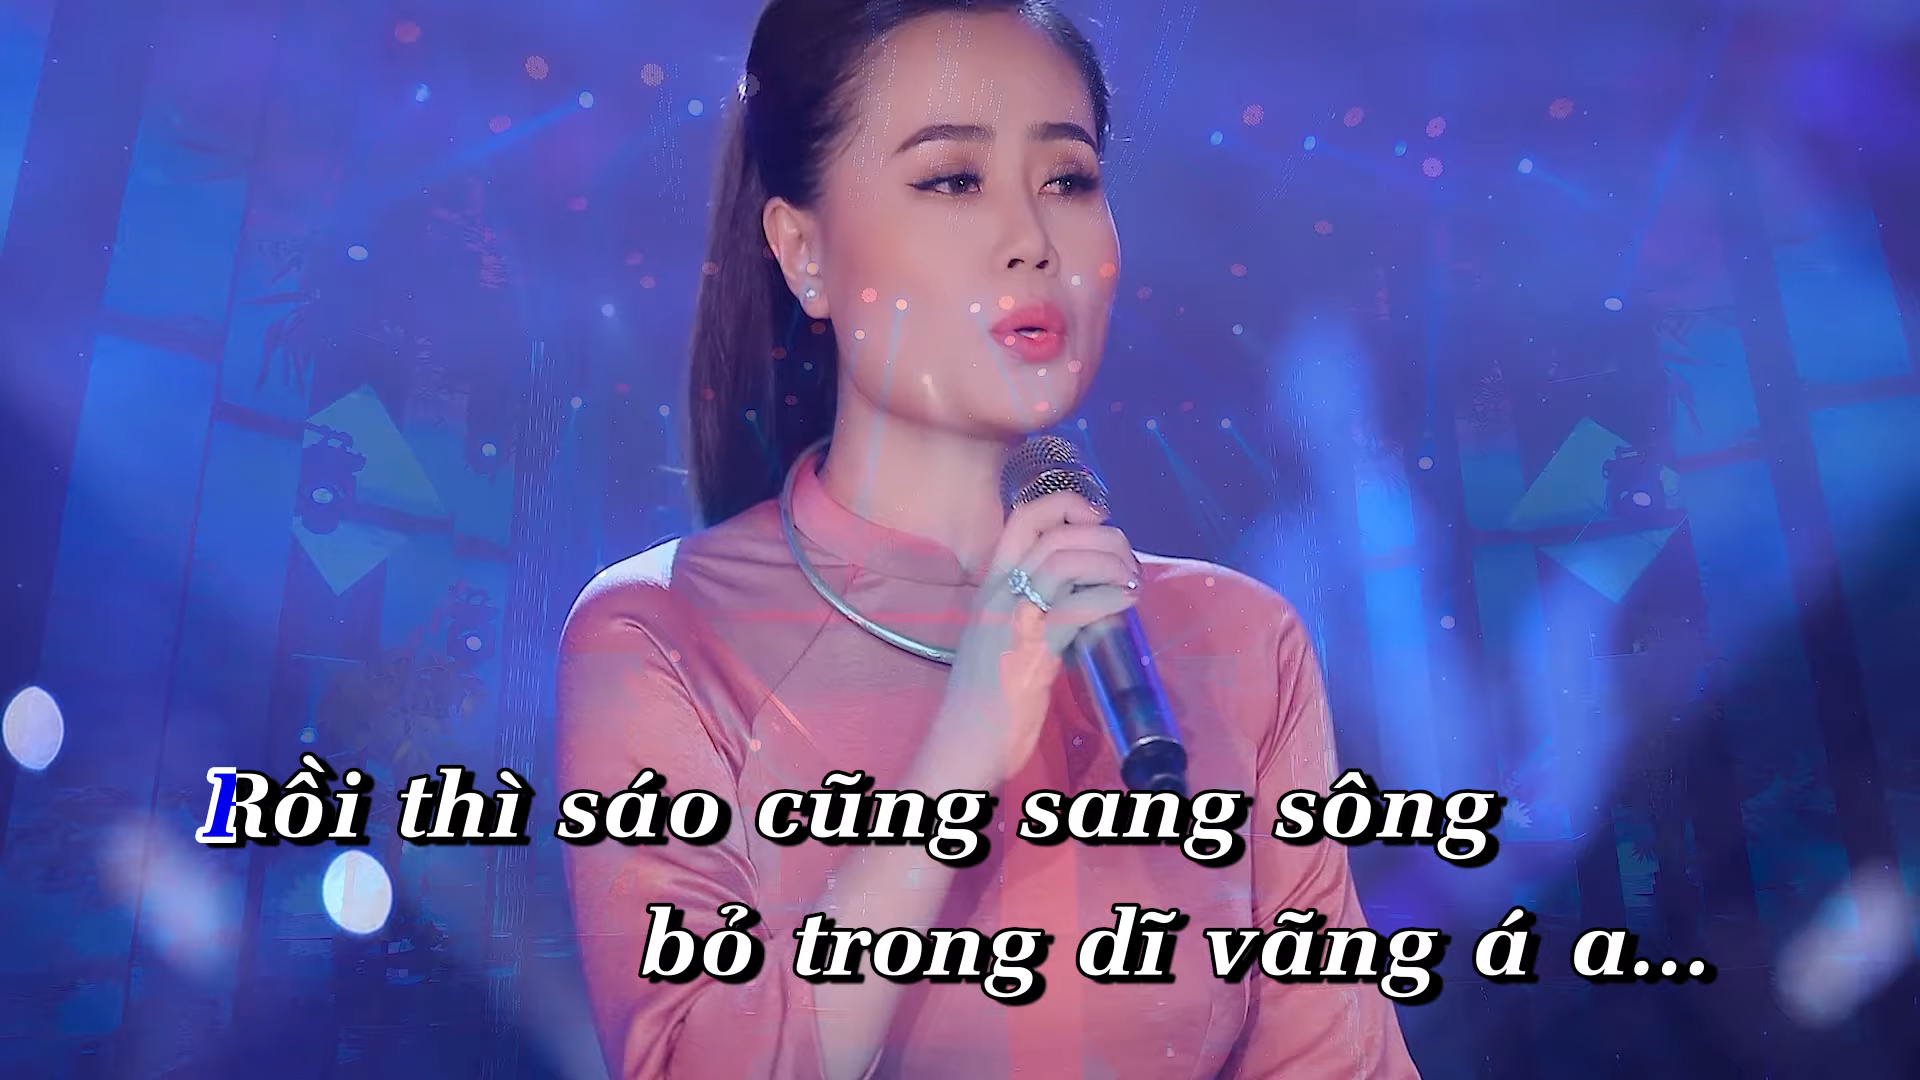 Rồi thì sáo cũng sang sông
bỏ trong dĩ vãng á a...